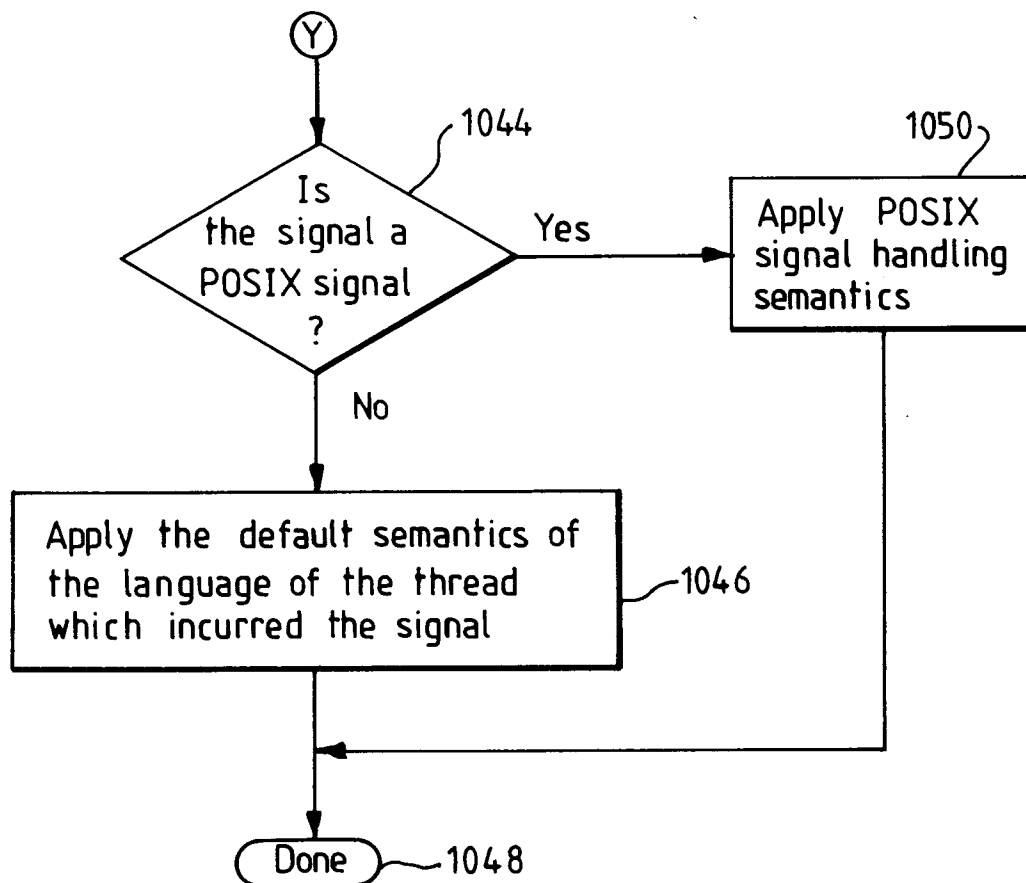 Y
1044
Is
the signal a
POSIX signal
?
Yes
1050
Apply POSIX
signal handling
semantics
No
Apply the default semantics of
the language of the thread
which incurred the signal
1046
Done
1048